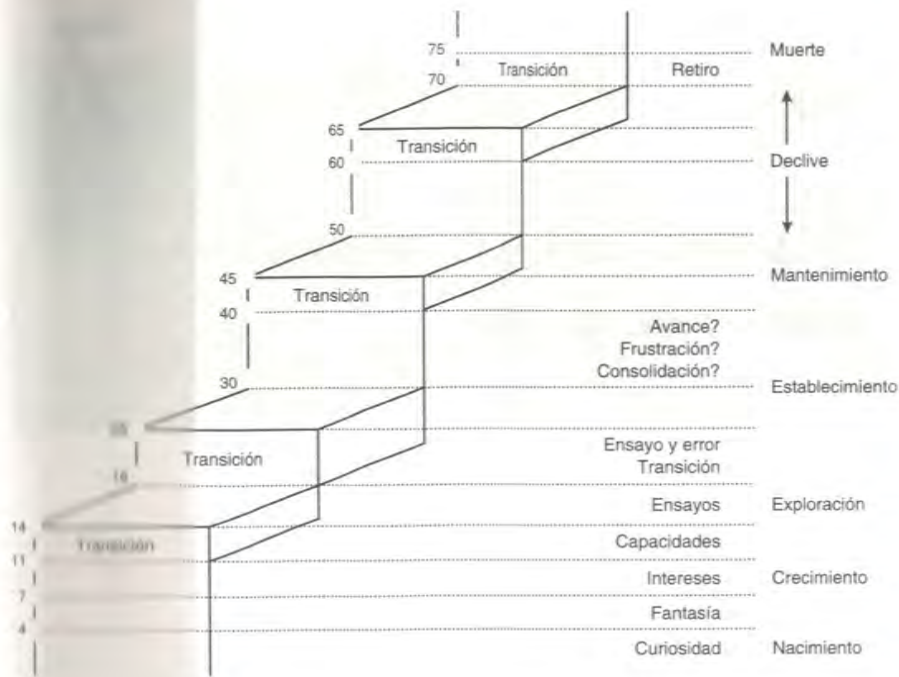 75 Muerte
Transición Retiro
70
65
Transición
60 Declive
50
45 Mantenimiento
Transición
40
Avance?
Frustración?
Consolidación?
30 Establecimiento
Ensayo y error
Transición Transición
18
Ensayos Exploración
14
Transición Capacidades
11
Intereses Crecimiento
7
Fantasía
4
Curiosidad Nacimiento